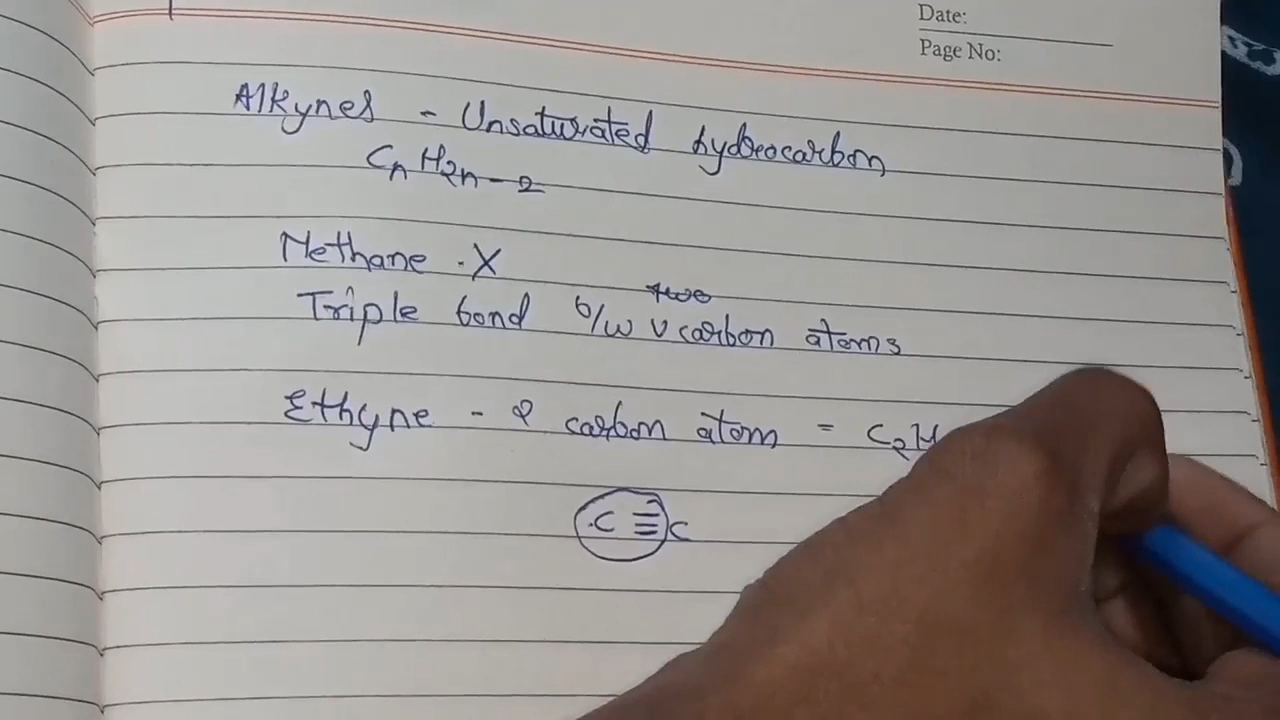 Date:
Page No:
Alkynes - Unsaturated hydrocarbon
CnH2n-2
Methane . X
two
Triple bond b/w v carbon atoms
Ethyne - 2 carbon atom = C2H
.C ≡ C